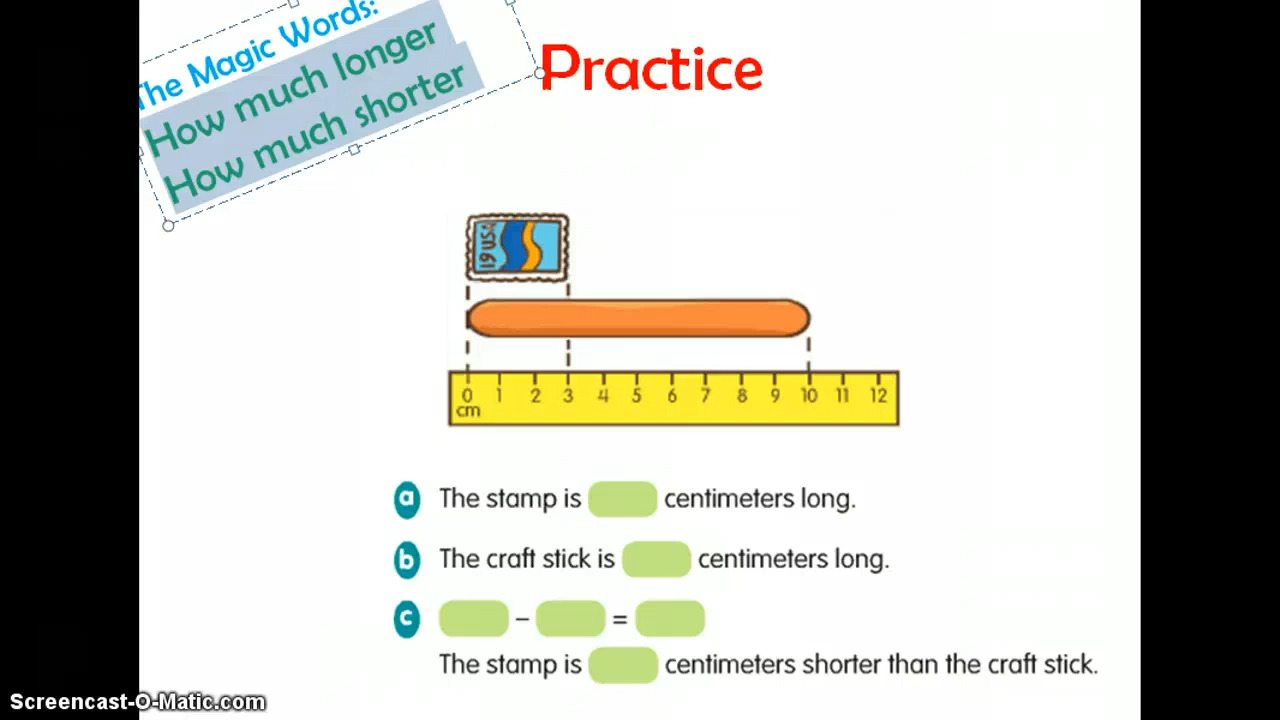 The Magic Words:
How much longer
How much shorter
Practice
19 USA
0 1 2 3 4 5 6 7 8 9 10 11 12
cm
a The stamp is centimeters long.
b The craft stick is centimeters long.
c – =
The stamp is centimeters shorter than the craft stick.
Screencast-O-Matic.com